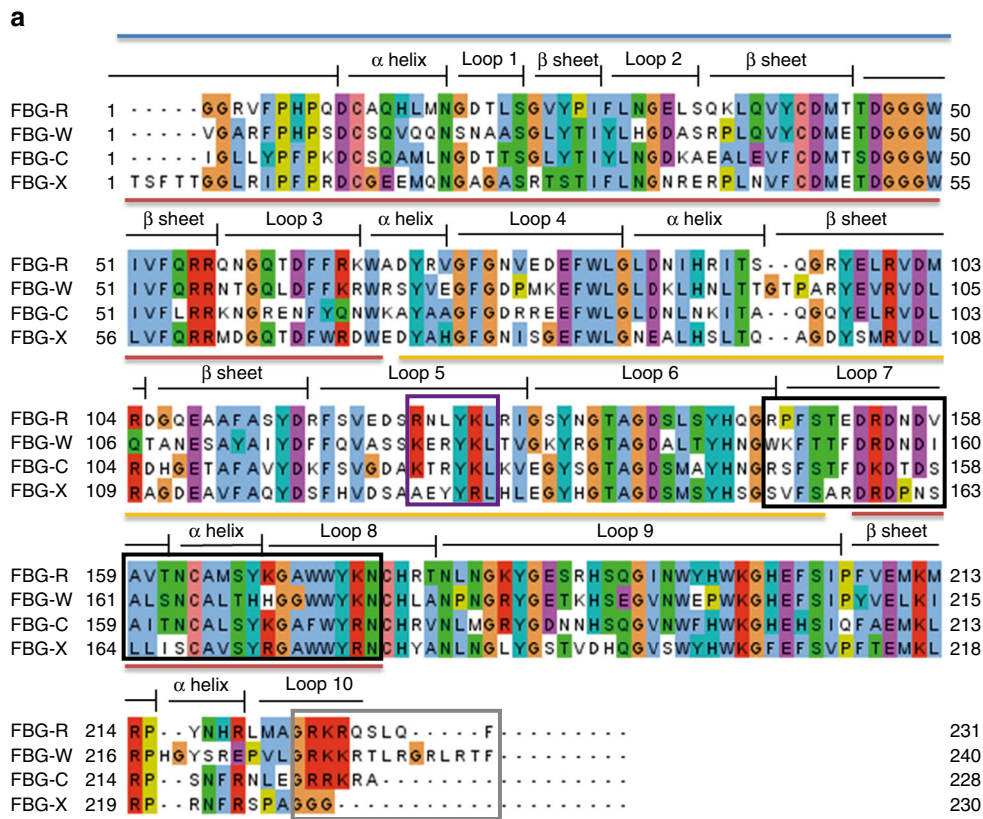 a
α helix Loop 1 β sheet Loop 2 β sheet
FBG-R 1 -----GGRVFPHPQDCAQHLMNGDTLSGVYPIFLNGELSQKLQVYCDMTTDGGGW 50
FBG-W 1 -----VGARFPHPSDCSQVQQNSNAASGLYTIYLHGDASRPLQVYCDMETDGGGW 50
FBG-C 1 -----IGLLYPFPKDCSQAMLNGDTTSGLYTIYLNGDKAEALEVFCDMTSDGGGW 50
FBG-X 1 TSFTTGGLRIPFPRDCGEEMQNGAGASRTSTIFLNGNRERPLNVFCDMETDGGGW 55
β sheet Loop 3 α helix Loop 4 α helix β sheet
FBG-R 51 IVFQRRQNGQTDFFRKWADYRVGFGNVEDEFWLGLDNIHRITS--QGRYELRVDM 103
FBG-W 51 IVFQRRNTGQLDFFKRWRSYVEGFGDPMKEFWLGLDKLHNLTTGTPARYEVRVDL 105
FBG-C 51 IVFLRRKNGRENFYQNWKAYAAGFGDRREEFWLGLDNLNKITA--QGQYELRVDL 103
FBG-X 56 LVFQRRMDGQTDFWRDWEDYAHGFGNISGEFWLGNEALHSLTQ--AGDYSMRVDL 108
β sheet Loop 5 Loop 6 Loop 7
FBG-R 104 RDGQEAAFASYDRFSVEDSRNLYKLRIGSYNGTAGDSLSYHQGRPFSTEDRDNDV 158
FBG-W 106 QTANESAYAIYDFFQVASSKERYKLTVGKYRGTAGDALTYHNGWKFTTFDRDNDI 160
FBG-C 104 RDHGETAFAVYDKFSVGDAKTRYKLKVEGYSGTAGDSMAYHNGRSFSTFDKDTDS 158
FBG-X 109 RAGDEAVFAQYDSFHVDSAAEYYRLHLEGYHGTAGDSMSYHSGSVFSARDRDPNS 163
α helix Loop 8 Loop 9 β sheet
FBG-R 159 AVTNCAMSYKGAWWYKNCHRTNLNGKYGESRHSQGINWYHWKGHEFSIPFVEMKM 213
FBG-W 161 ALSNCALTHHGGWWYKNCHLANPNGRYGETKHSEGVNWEPWKGHEFSIPYVELKI 215
FBG-C 159 AITNCALSYKGAFWYRNCHRVNLMGRYGDNNHSQGVNWFHWKGHEHSIQFAEMKL 213
FBG-X 164 LLISCAVSYRGAWWYRNCHYANLNGLYGSTVDHQGVSWYHWKGFEFSVPFTEMKL 218
α helix Loop 10
FBG-R 214 RP--YNHRLMAGRKRQSLQ-----F--------- 231
FBG-W 216 RPHGYSREPVLGRKKRTLRGRLRTF--------- 240
FBG-C 214 RP--SNFRNLEGRRKRA----------------- 228
FBG-X 219 RP--RNFRSPAGGG-------------------- 230